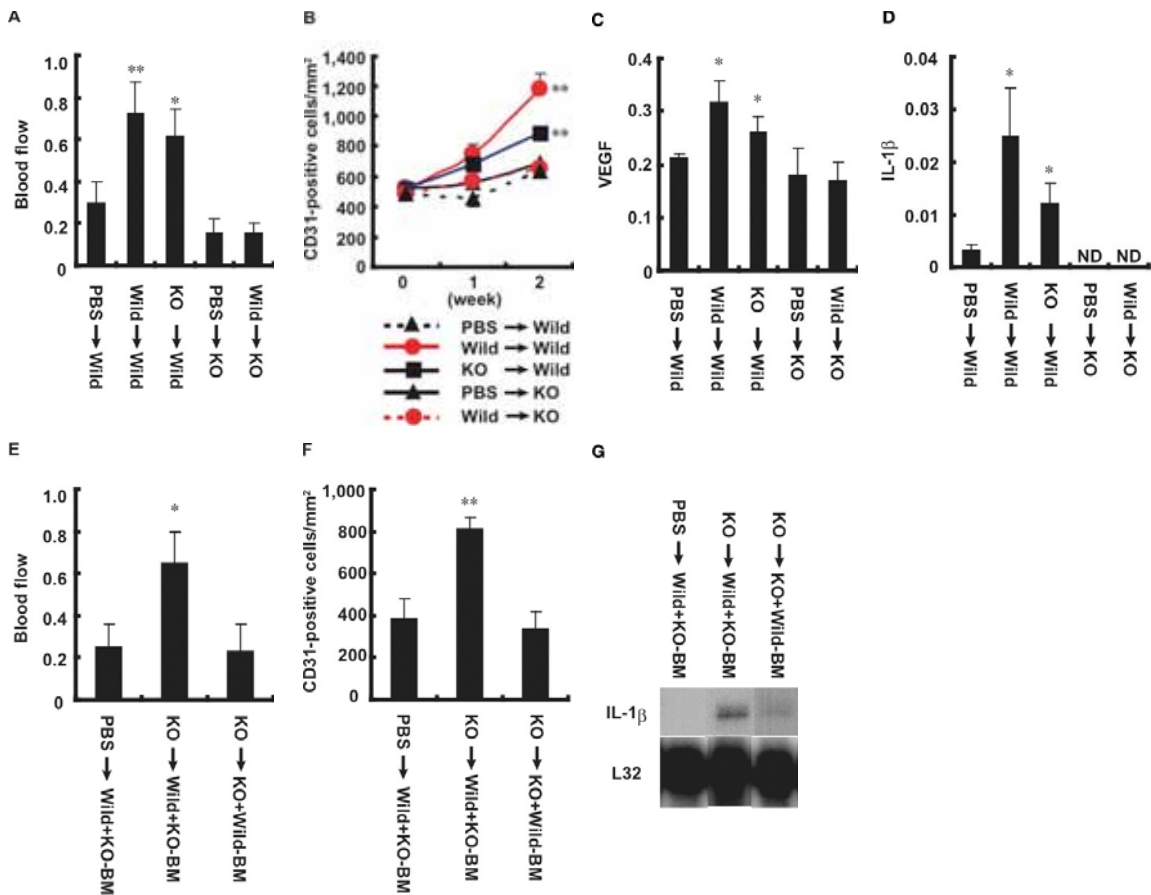 A
Blood flow
1.0
0.8
0.6
0.4
0.2
0
**
*
PBS → Wild
Wild → Wild
KO → Wild
PBS → KO
Wild → KO
B
CD31-positive cells/mm²
1,400
1,200
1,000
800
600
400
200
0
**
**
0 1 2
(week)
PBS → Wild
Wild → Wild
KO → Wild
PBS → KO
Wild → KO
C
VEGF
0.4
0.3
0.2
0.1
0
*
*
PBS → Wild
Wild → Wild
KO → Wild
PBS → KO
Wild → KO
D
IL-1β
0.04
0.03
0.02
0.01
0
*
*
ND ND
PBS → Wild
Wild → Wild
KO → Wild
PBS → KO
Wild → KO
E
Blood flow
1.0
0.8
0.6
0.4
0.2
0
*
PBS → Wild+KO-BM
KO → Wild+KO-BM
KO → KO+Wild-BM
F
CD31-positive cells/mm²
1,000
800
600
400
200
0
**
PBS → Wild+KO-BM
KO → Wild+KO-BM
KO → KO+Wild-BM
G
PBS → Wild+KO-BM
KO → Wild+KO-BM
KO → KO+Wild-BM
IL-1β
L32